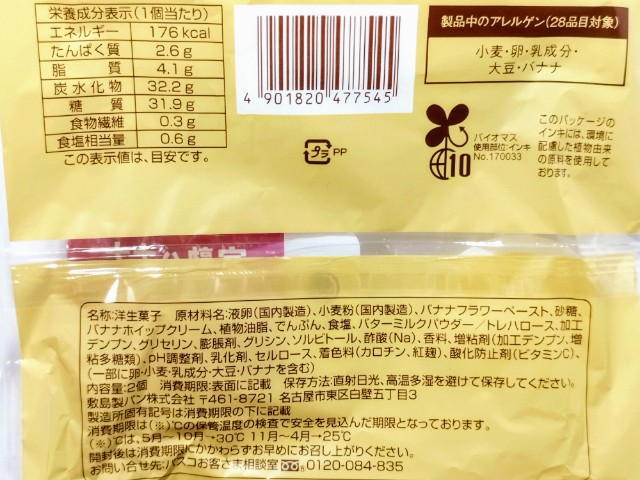 栄養成分表示(1個当たり)
エネルギー 176kcal
たんぱく質 2.6g
脂質 4.1g
炭水化物 32.2g
糖質 31.9g
食物繊維 0.3g
食塩相当量 0.6g
この表示値は、目安です。
4 901820 477545
プラ PP
製品中のアレルゲン(28品目対象)
小麦・卵・乳成分・
大豆・バナナ
10
バイオマス
使用部位:インキ
No.170033
このパッケージの
インキには、環境に
配慮した植物由来
の原料を使用して
おります。
名称:洋生菓子 原材料名:液卵(国内製造)、小麦粉(国内製造)、バナナフラワーペースト、砂糖、
バナナホイップクリーム、植物油脂、でんぷん、食塩、バターミルクパウダー/トレハロース、加工
デンプン、グリセリン、膨脹剤、グリシン、ソルビトール、酢酸(Na)、香料、増粘剤(加工デンプン、増
粘多糖類)、pH調整剤、乳化剤、セルロース、着色料(カロチン、紅麹)、酸化防止剤(ビタミンC)、
(一部に卵・小麦・乳成分・大豆・バナナを含む)
内容量:2個 消費期限:表面に記載 保存方法:直射日光、高温多湿を避けて保存してください。
敷島製パン株式会社 〒461-8721 名古屋市東区白壁五丁目3
製造所固有記号は消費期限の下に記載
消費期限は(※)℃の保管温度の検査で安全を見込んだ期限となっております。
(※)℃は、5月~10月→30℃ 11月~4月→25℃
開封後は消費期限にかかわらずお早めにお召し上がりください。
お問い合せ先:パスコお客さま相談室 0120-084-835